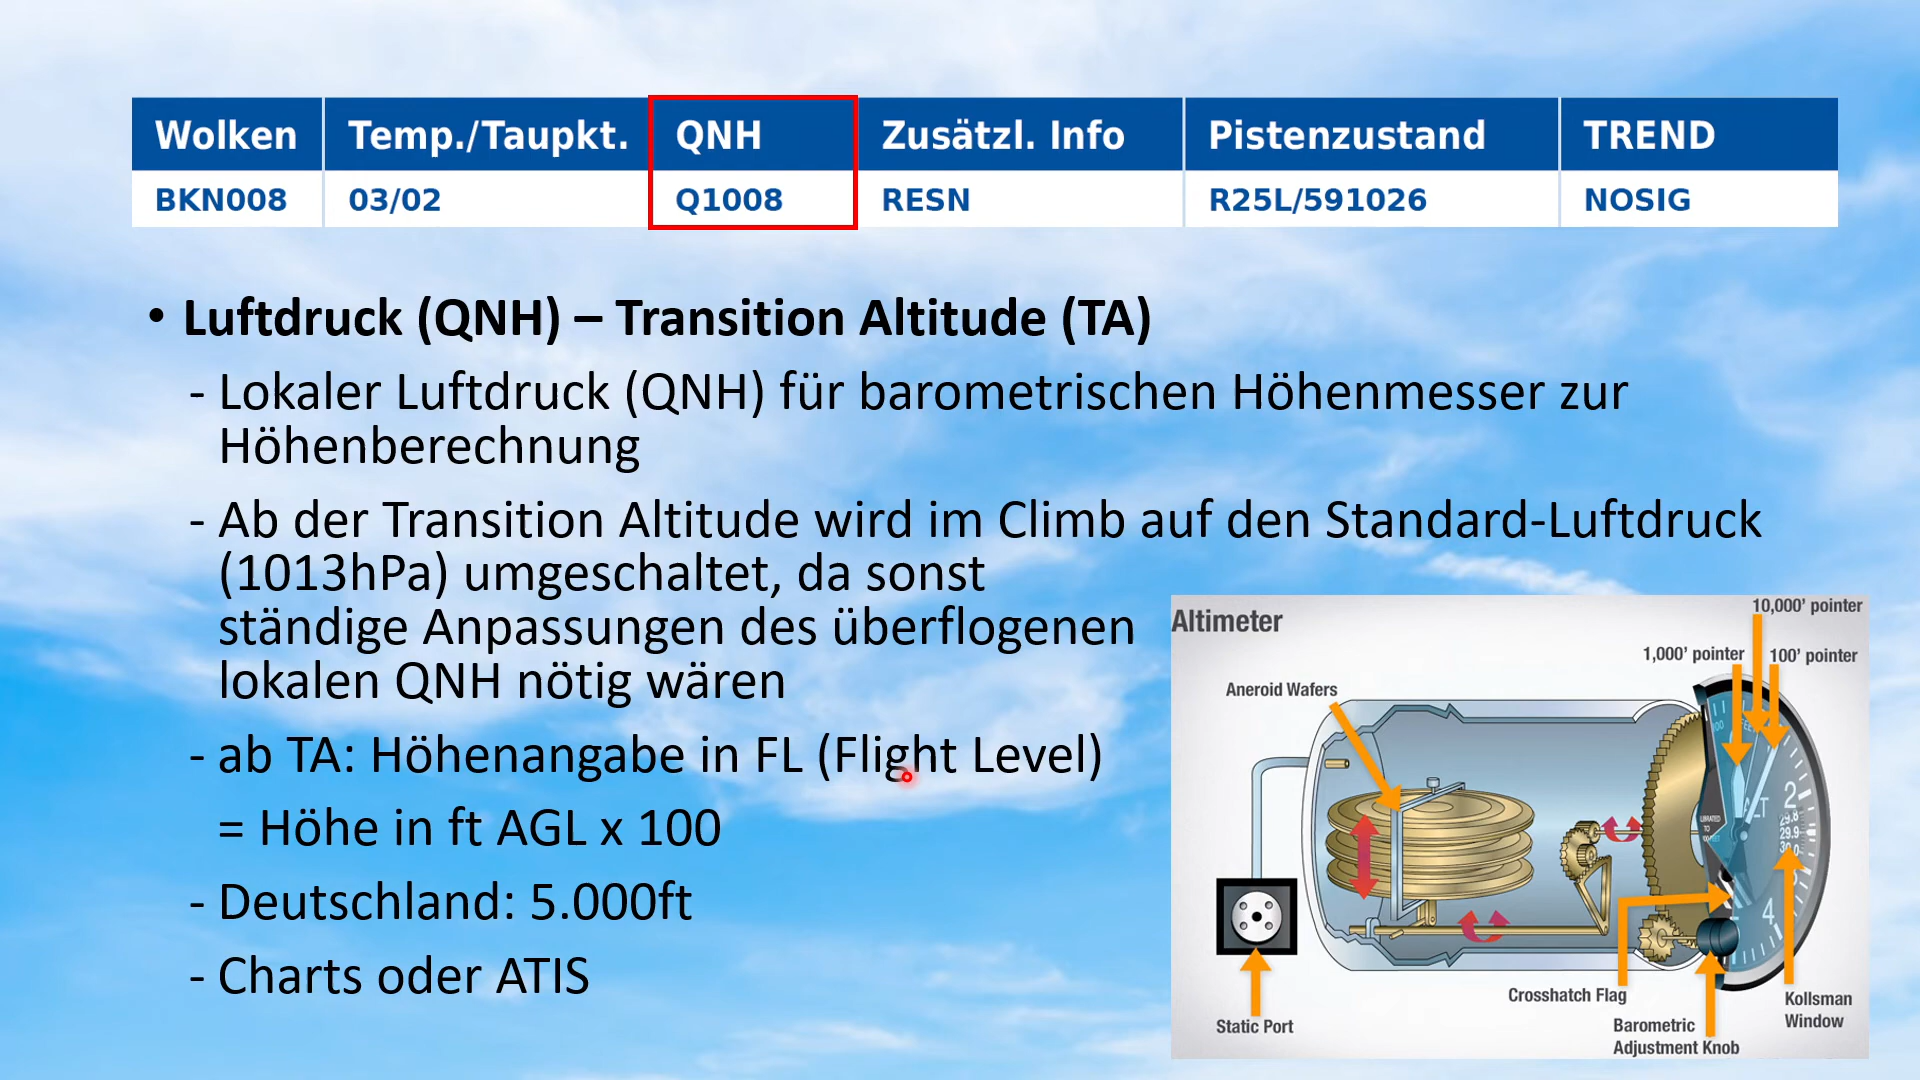 Wolken Temp./Taupkt. QNH Zusätzl. Info Pistenzustand TREND
BKN008 03/02 Q1008 RESN R25L/591026 NOSIG
• Luftdruck (QNH) – Transition Altitude (TA)
- Lokaler Luftdruck (QNH) für barometrischen Höhenmesser zur
Höhenberechnung
- Ab der Transition Altitude wird im Climb auf den Standard-Luftdruck
(1013hPa) umgeschaltet, da sonst
ständige Anpassungen des überflogenen
lokalen QNH nötig wären
- ab TA: Höhenangabe in FL (Flight Level)
= Höhe in ft AGL x 100
- Deutschland: 5.000ft
- Charts oder ATIS
Altimeter
10,000’ pointer
1,000’ pointer
100’ pointer
Aneroid Wafers
2
29.9
4
Crosshatch Flag
Kollsman
Window
Static Port
Barometric
Adjustment Knob